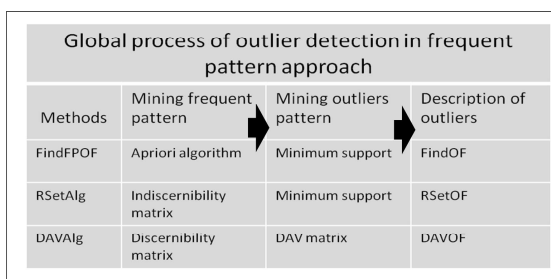 Global process of outlier detection in frequent
pattern approach
Methods
Mining frequent
pattern
Mining outliers
pattern
Description of
outliers
FindFPOF
Apriori algorithm
Minimum support
FindOF
RSetAlg
Indiscernibility
matrix
Minimum support
RSetOF
DAVAlg
Discernibility
matrix
DAV matrix
DAVOF